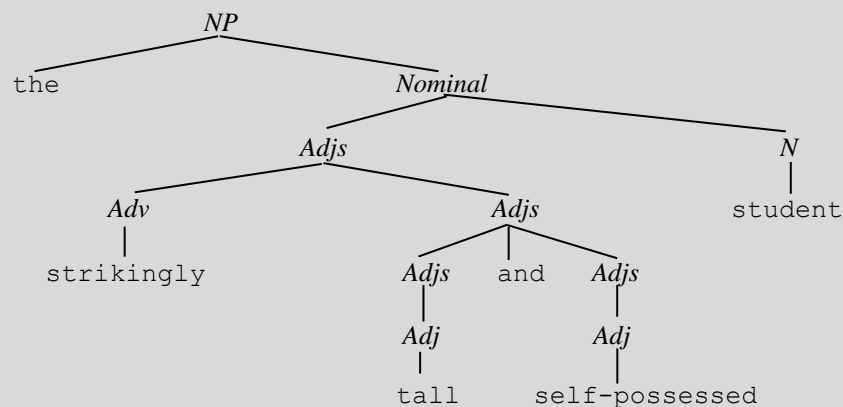 NP
the Nominal
Adjs N
Adv Adjs student
strikingly Adjs and Adjs
Adj Adj
tall self-possessed